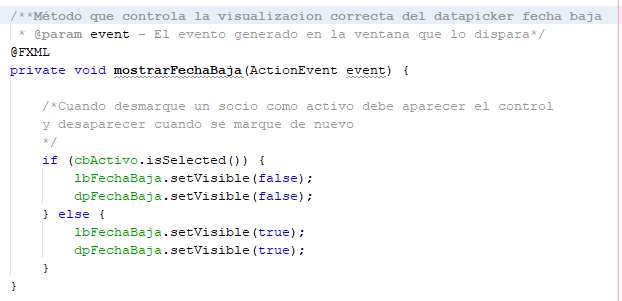 /**Método que controla la visualizacion correcta del datapicker fecha baja
 * @param event - El evento generado en la ventana que lo dispara*/
@FXML
private void mostrarFechaBaja(ActionEvent event) {
    /*Cuando desmarque un socio como activo debe aparecer el control
    y desaparecer cuando se marque de nuevo
    */
    if (cbActivo.isSelected()) {
        lbFechaBaja.setVisible(false);
        dpFechaBaja.setVisible(false);
    } else {
        lbFechaBaja.setVisible(true);
        dpFechaBaja.setVisible(true);
    }
}